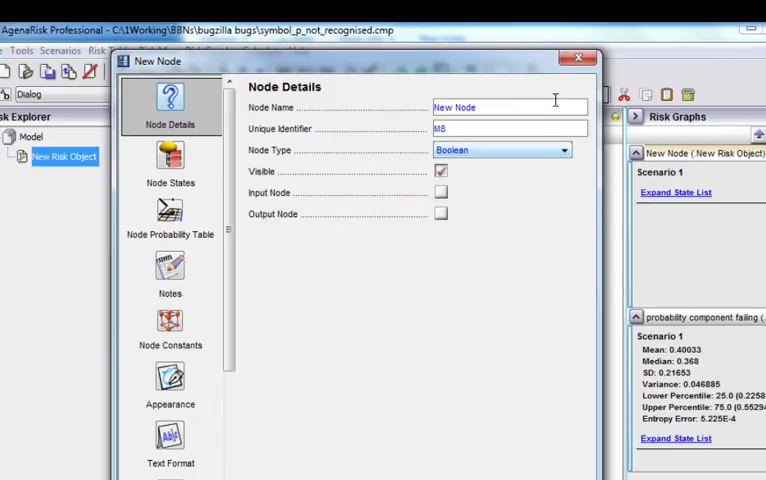 AgenaRisk Professional - C:\1Working\BBNs\bugzilla bugs\symbol_p_not_recognised.cmp
Tools Scenarios Risk
New Node
Dialog
Risk Explorer
Model
New Risk Object
Node Details
Node States
Node Probability Table
Notes
Node Constants
Appearance
Text Format
Node Details
Node Name New Node
Unique Identifier M8
Node Type Boolean
Visible
Input Node
Output Node
Risk Graphs
New Node (.New Risk Object)
Scenario 1
Expand State List
probability component failing (.
Scenario 1
Mean: 0.40033
Median: 0.368
SD: 0.21653
Variance: 0.046885
Lower Percentile: 25.0 (0.2258
Upper Percentile: 75.0 (0.55294
Entropy Error: 5.225E-4
Expand State List